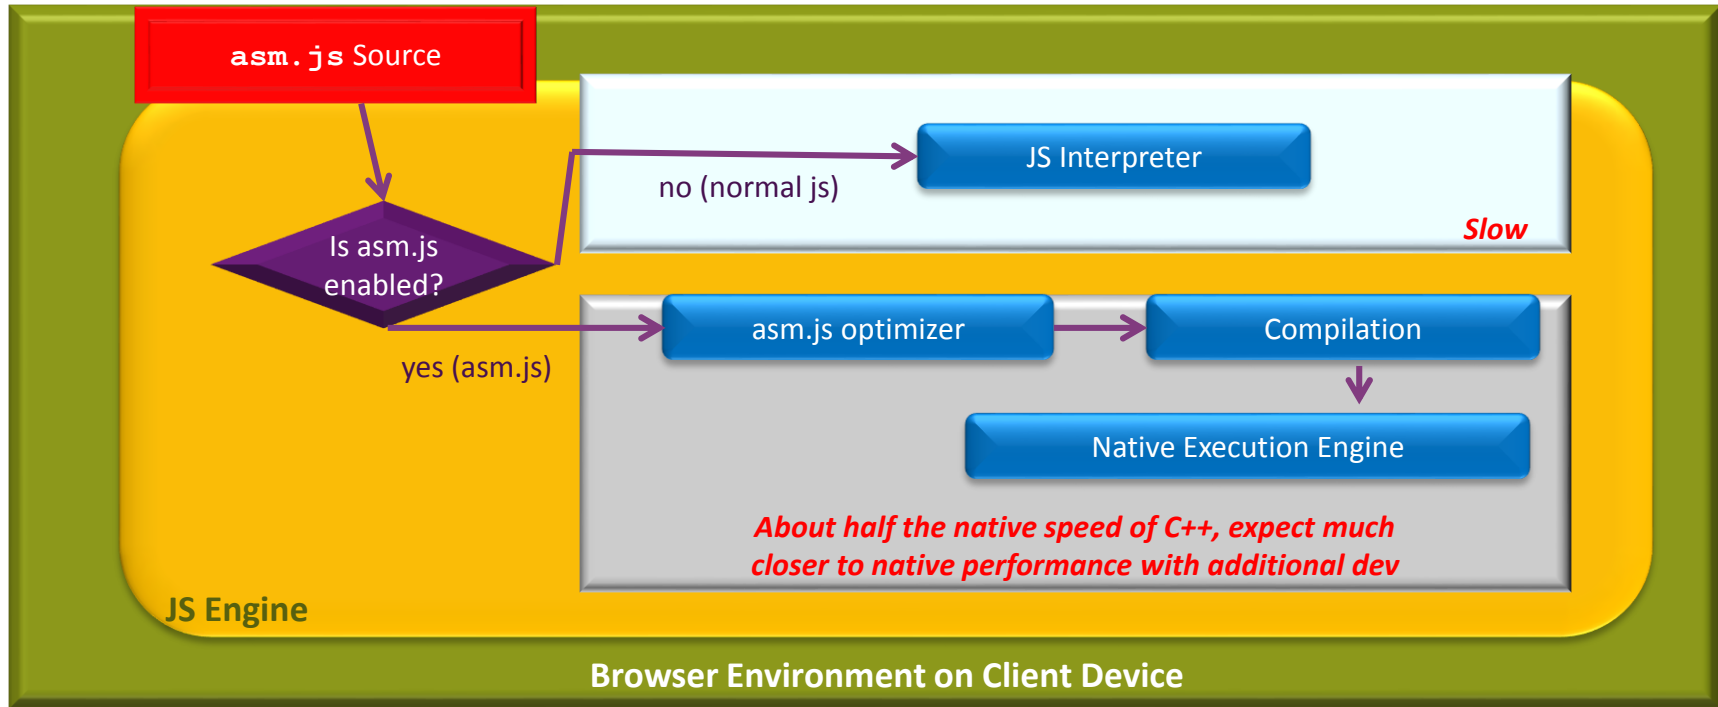 asm.js Source
JS Interpreter
no (normal js)
Slow
Is asm.js
enabled?
asm.js optimizer
Compilation
yes (asm.js)
Native Execution Engine
About half the native speed of C++, expect much
closer to native performance with additional dev
JS Engine
Browser Environment on Client Device